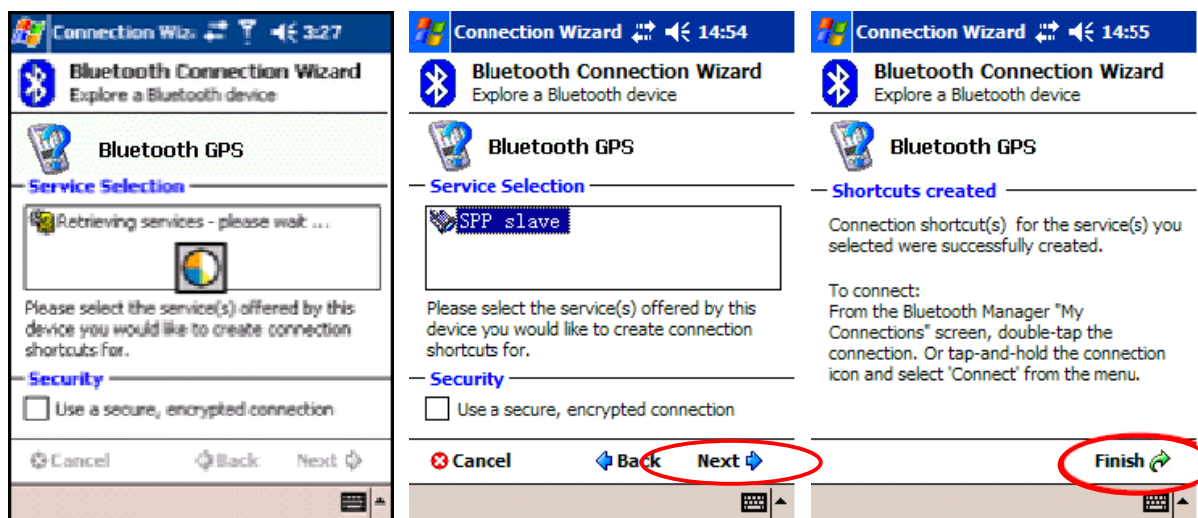 Connection Wiz. 3:27
Bluetooth Connection Wizard
Explore a Bluetooth device
Bluetooth GPS
Service Selection
Retrieving services - please wait ...
Please select the service(s) offered by this
device you would like to create connection
shortcuts for.
Security
Use a secure, encrypted connection
Cancel Back Next
Connection Wizard 14:54
Bluetooth Connection Wizard
Explore a Bluetooth device
Bluetooth GPS
Service Selection
SPP slave
Please select the service(s) offered by this
device you would like to create connection
shortcuts for.
Security
Use a secure, encrypted connection
Cancel Back Next
Connection Wizard 14:55
Bluetooth Connection Wizard
Explore a Bluetooth device
Bluetooth GPS
Shortcuts created
Connection shortcut(s) for the service(s) you
selected were successfully created.
To connect:
From the Bluetooth Manager "My
Connections" screen, double-tap the
connection. Or tap-and-hold the connection
icon and select 'Connect' from the menu.
Finish